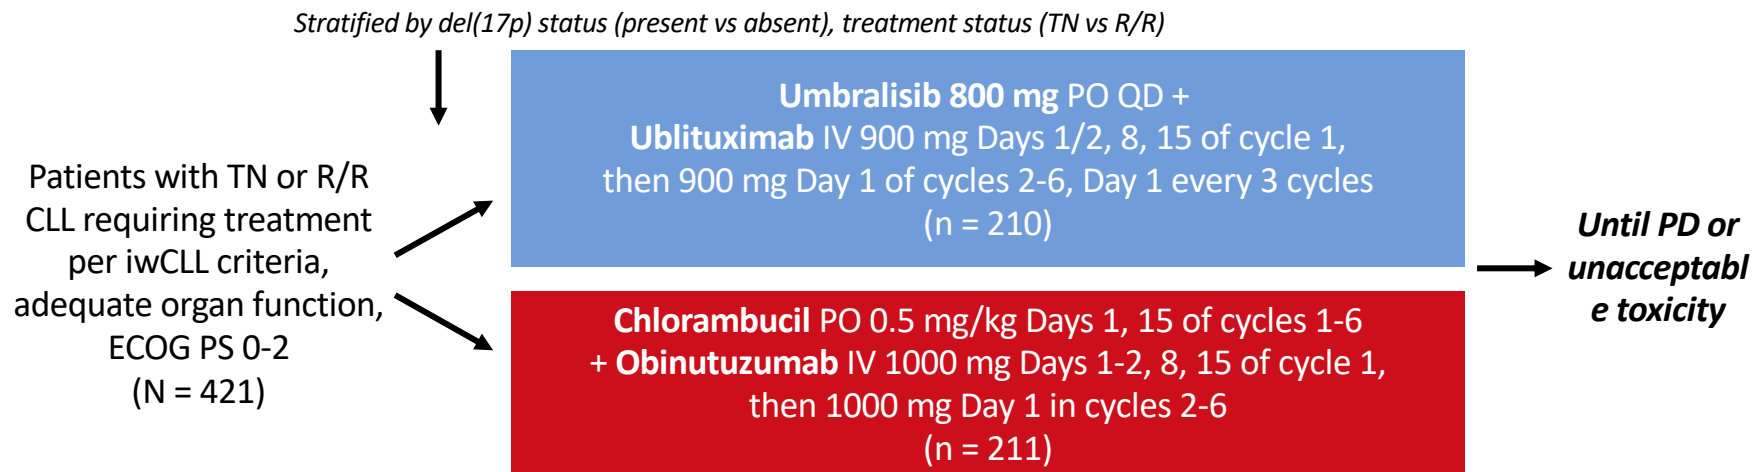 Stratified by del(17p) status (present vs absent), treatment status (TN vs R/R)
Patients with TN or R/R
CLL requiring treatment
per iwCLL criteria,
adequate organ function,
ECOG PS 0-2
(N = 421)
Umbralisib 800 mg PO QD +
Ublituximab IV 900 mg Days 1/2, 8, 15 of cycle 1,
then 900 mg Day 1 of cycles 2-6, Day 1 every 3 cycles
(n = 210)
Chlorambucil PO 0.5 mg/kg Days 1, 15 of cycles 1-6
+ Obinutuzumab IV 1000 mg Days 1-2, 8, 15 of cycle 1,
then 1000 mg Day 1 in cycles 2-6
(n = 211)
Until PD or
unacceptabl
e toxicity